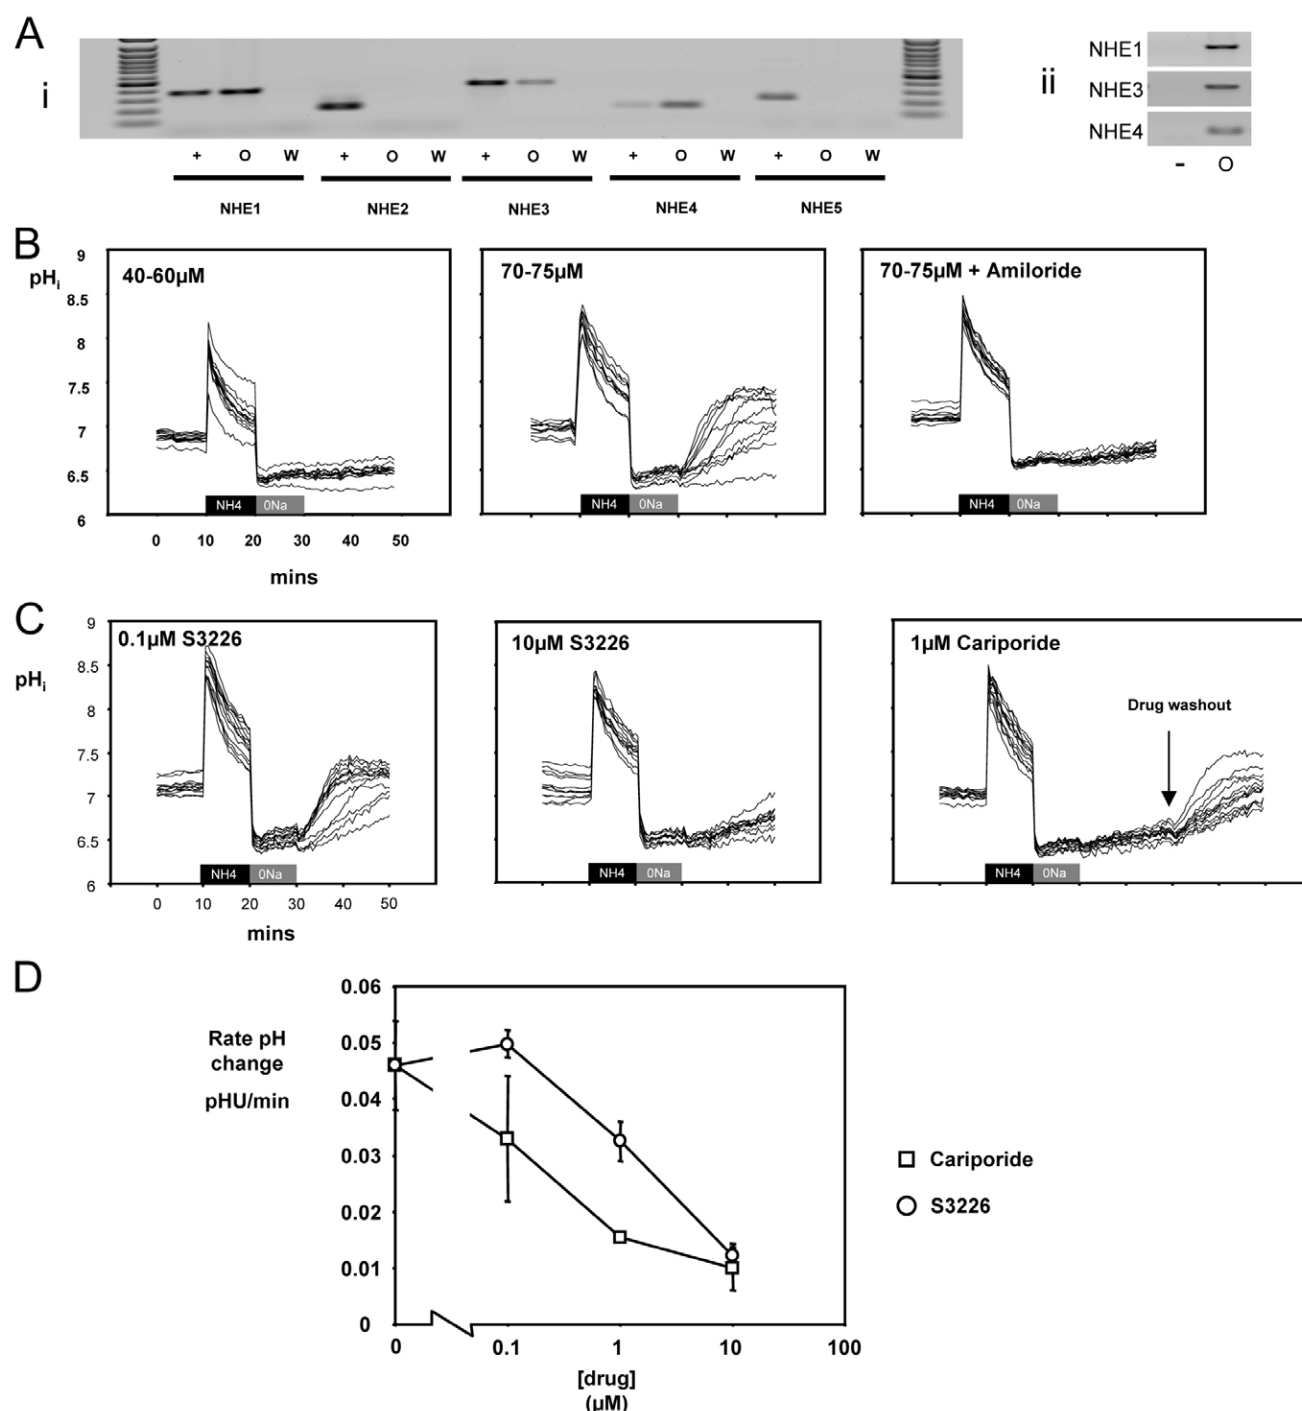 A
i
+ O W + O W + O W + O W + O W
NHE1 NHE2 NHE3 NHE4 NHE5
ii
NHE1
NHE3
NHE4
- O
B
pHi
9
8.5
8
7.5
7
6.5
6
40-60µM
NH4 0Na
0 10 20 30 40 50
mins
70-75µM
NH4 0Na
70-75µM + Amiloride
NH4 0Na
C
pHi
9
8.5
8
7.5
7
6.5
6
0.1µM S3226
NH4 0Na
0 10 20 30 40 50
mins
10µM S3226
NH4 0Na
1µM Cariporide
Drug washout
NH4 0Na
D
Rate pH
change
pHU/min
0.06
0.05
0.04
0.03
0.02
0.01
0
0 0.1 1 10 100
[drug]
(µM)
Cariporide
S3226